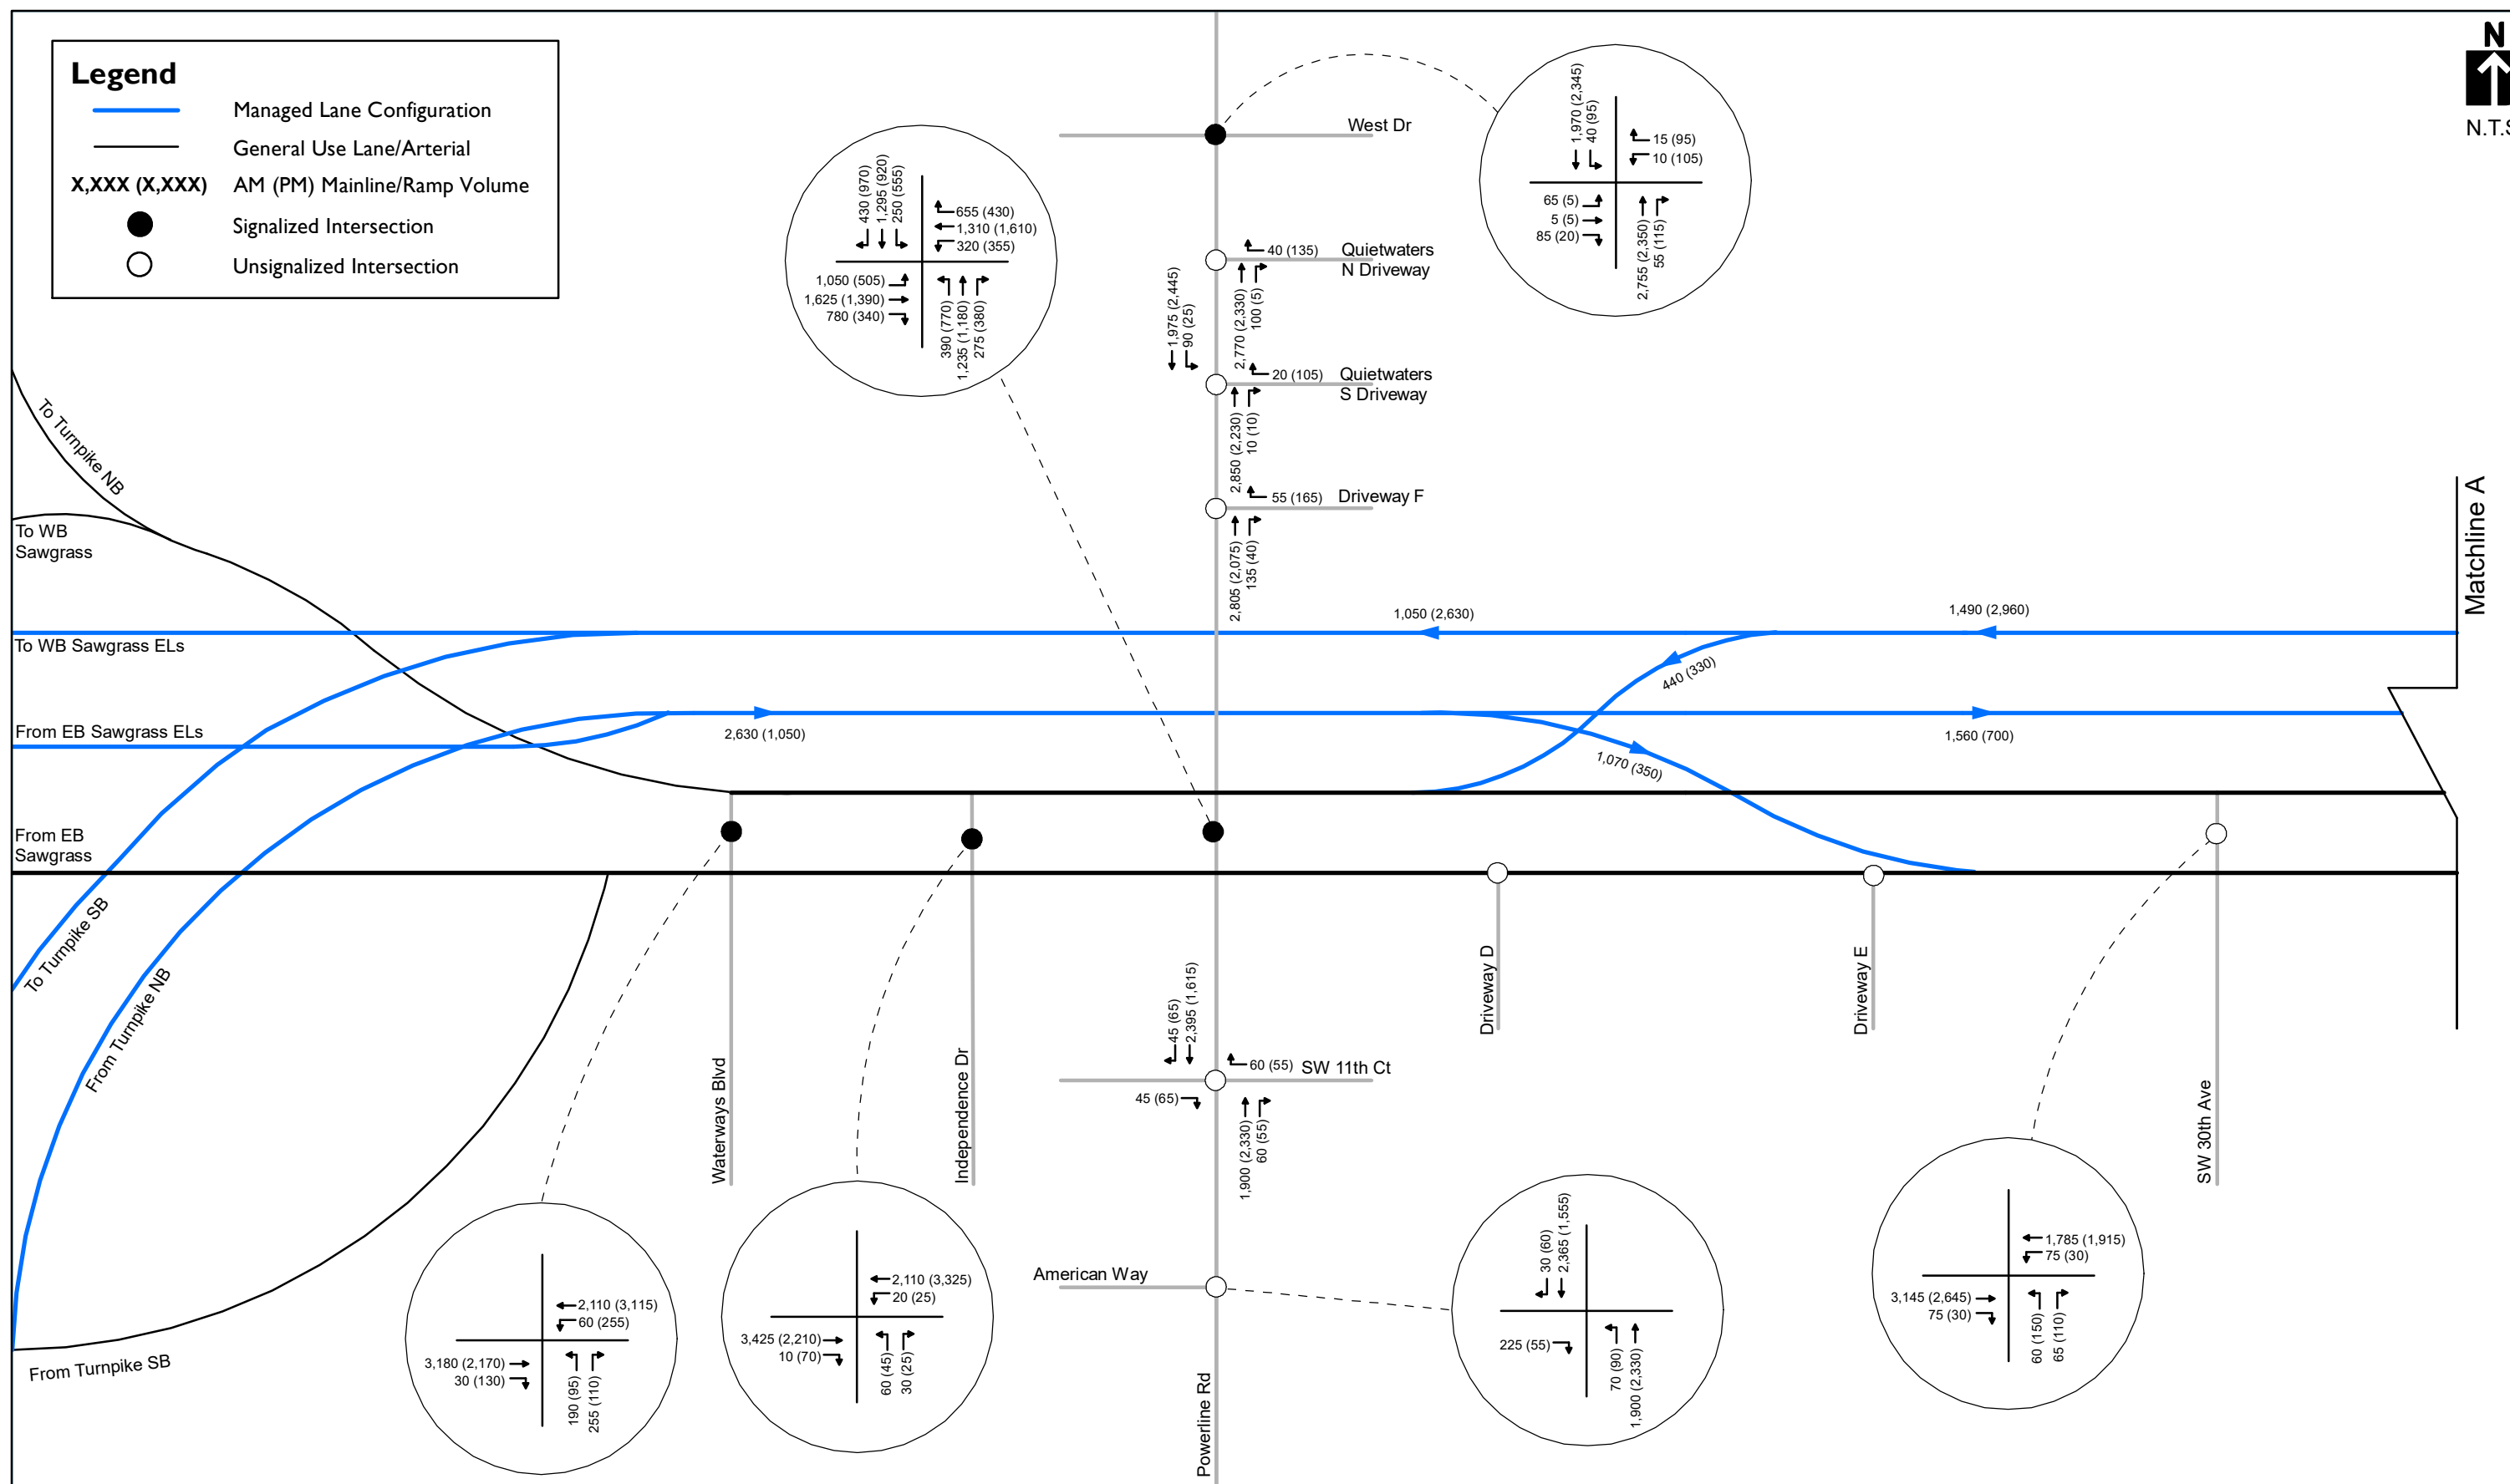 Legend
Managed Lane Configuration
General Use Lane/Arterial
X,XXX (X,XXX) AM (PM) Mainline/Ramp Volume
Signalized Intersection
Unsignalized Intersection
N
N.T.S
West Dr
1,970 (2,345)
40 (95)
15 (95)
10 (105)
65 (5)
5 (5)
85 (20)
2,755 (2,350)
55 (115)
430 (970)
1,295 (920)
250 (555)
655 (430)
1,310 (1,610)
320 (355)
1,050 (505)
1,625 (1,390)
780 (340)
390 (770)
1,235 (1,180)
275 (380)
40 (135)
Quietwaters
N Driveway
1,975 (2,445)
90 (25)
2,770 (2,330)
100 (5)
20 (105)
Quietwaters
S Driveway
2,850 (2,230)
10 (10)
55 (165)
Driveway F
2,805 (2,075)
135 (40)
To Turnpike NB
To WB
Sawgrass
To WB Sawgrass ELs
From EB Sawgrass ELs
From EB
Sawgrass
To Turnpike SB
From Turnpike NB
From Turnpike SB
1,050 (2,630)
1,490 (2,960)
440 (330)
2,630 (1,050)
1,070 (350)
1,560 (700)
Matchline A
Waterways Blvd
Independence Dr
Driveway D
Driveway E
SW 30th Ave
45 (65)
2,395 (1,615)
60 (55)
SW 11th Ct
45 (65)
1,900 (2,330)
60 (55)
American Way
Powerline Rd
2,110 (3,115)
60 (255)
3,180 (2,170)
30 (130)
190 (95)
255 (110)
2,110 (3,325)
20 (25)
3,425 (2,210)
10 (70)
60 (45)
30 (25)
30 (60)
2,365 (1,555)
225 (55)
70 (90)
1,900 (2,330)
1,785 (1,915)
75 (30)
3,145 (2,645)
75 (30)
60 (150)
65 (110)